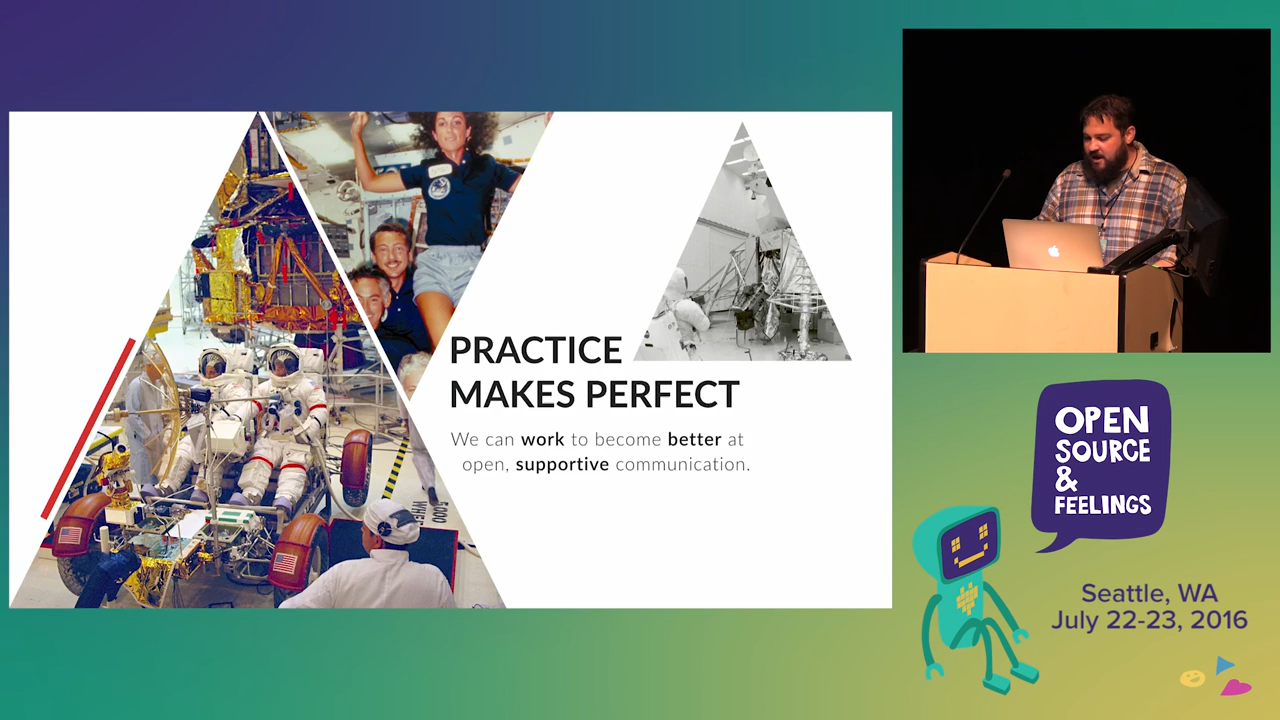 PRACTICE
MAKES PERFECT
We can work to become better at
open, supportive communication.
OPEN
SOURCE
&
FEELINGS
Seattle, WA
July 22-23, 2016